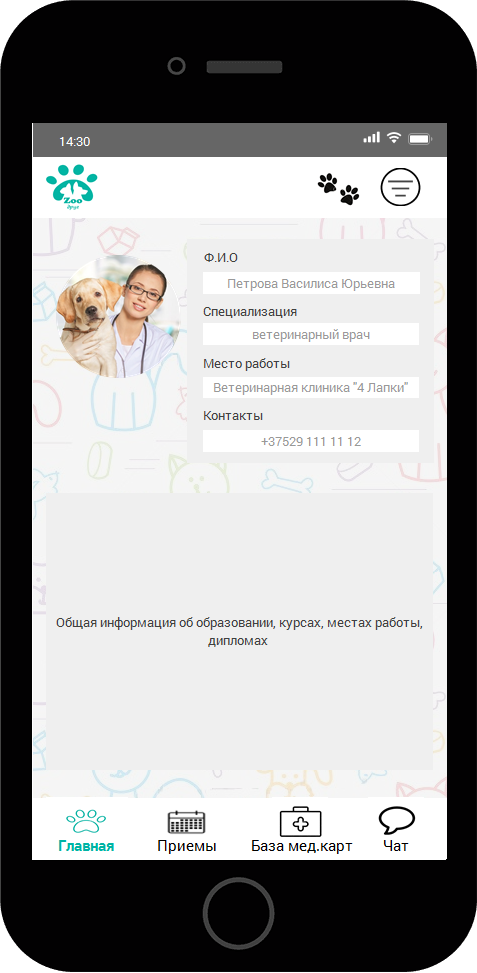 14:30
Zoo
друг
Ф.И.О
Петрова Василиса Юрьевна
Специализация
ветеринарный врач
Место работы
Ветеринарная клиника "4 Лапки"
Контакты
+37529 111 11 12
Общая информация об образовании, курсах, местах работы,
дипломах
Главная
Приемы
База мед.карт
Чат